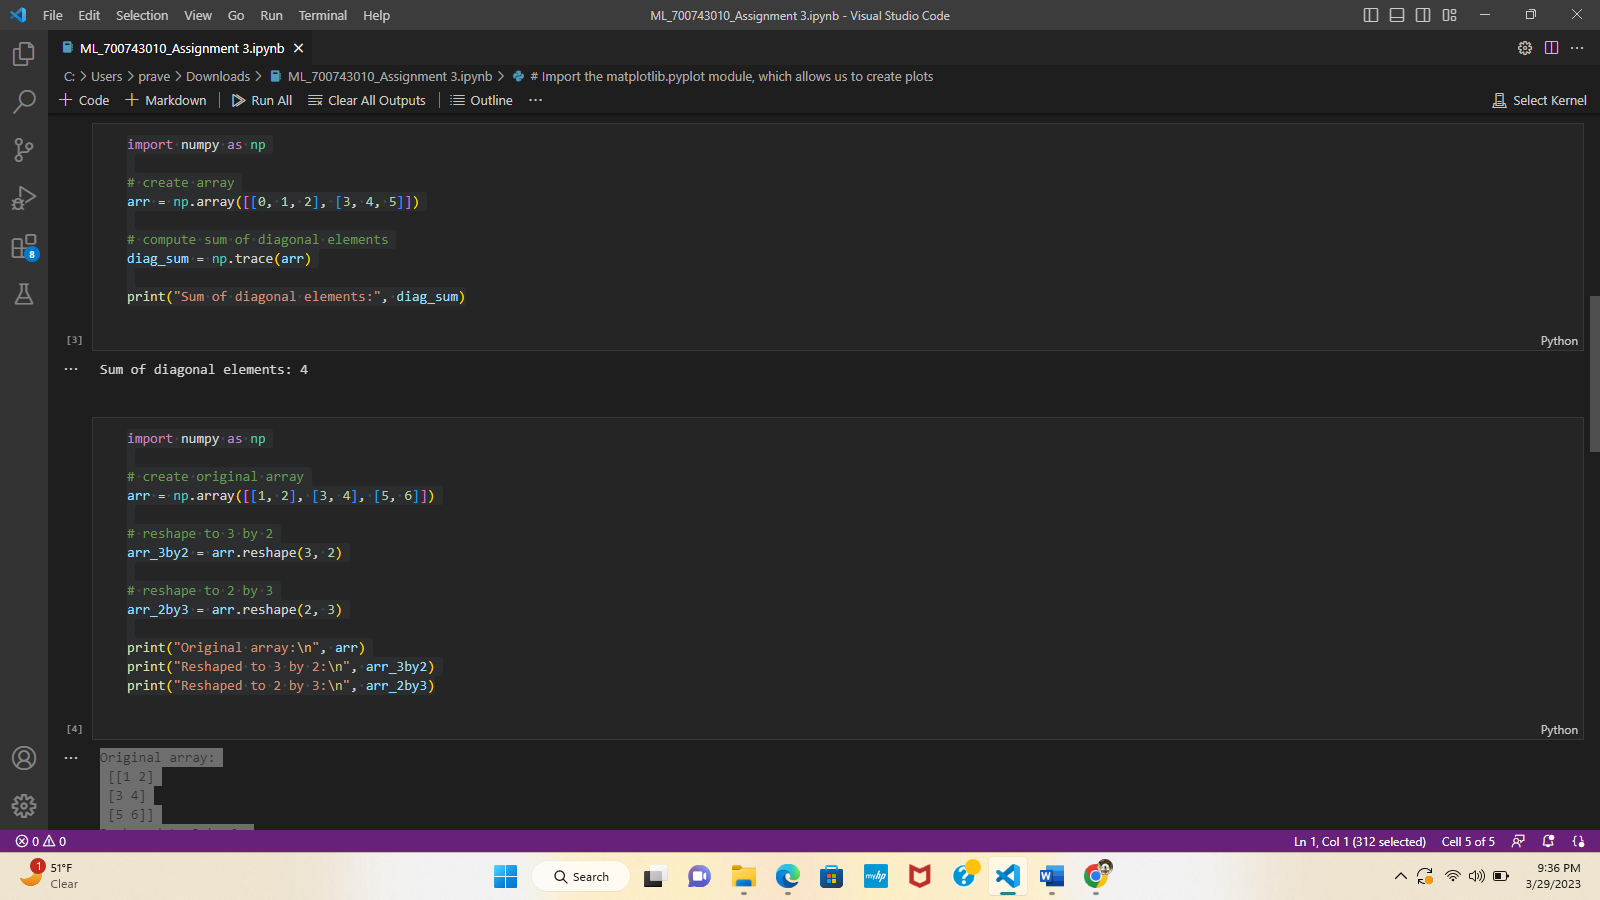 File Edit Selection View Go Run Terminal Help ML_700743010_Assignment 3.ipynb - Visual Studio Code
ML_700743010_Assignment 3.ipynb
C: > Users > prave > Downloads > ML_700743010_Assignment 3.ipynb > # Import the matplotlib.pyplot module, which allows us to create plots
+ Code + Markdown | Run All Clear All Outputs | Outline ··· Select Kernel
import numpy as np
# create array
arr = np.array([[0, 1, 2], [3, 4, 5]])
# compute sum of diagonal elements
diag_sum = np.trace(arr)
print("Sum of diagonal elements:", diag_sum)
[3] Python
Sum of diagonal elements: 4
import numpy as np
# create original array
arr = np.array([[1, 2], [3, 4], [5, 6]])
# reshape to 3 by 2
arr_3by2 = arr.reshape(3, 2)
# reshape to 2 by 3
arr_2by3 = arr.reshape(2, 3)
print("Original array:\n", arr)
print("Reshaped to 3 by 2:\n", arr_3by2)
print("Reshaped to 2 by 3:\n", arr_2by3)
[4] Python
Original array:
[[1 2]
[3 4]
[5 6]]
8
0 0 Ln 1, Col 1 (312 selected) Cell 5 of 5
1
51°F
Clear
Search
myhp
W
9:36 PM
3/29/2023